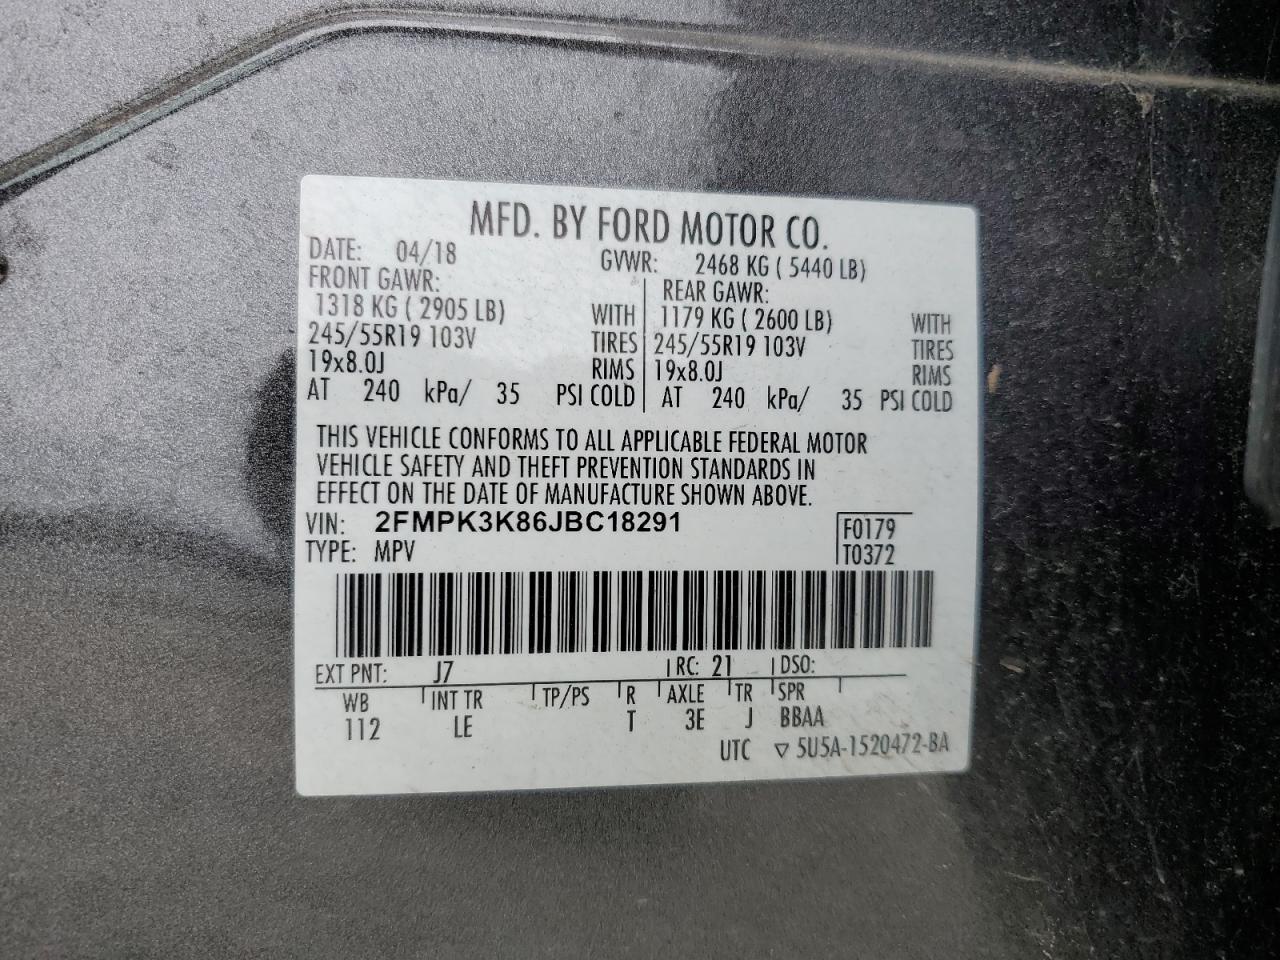 MFD. BY FORD MOTOR CO.
DATE: 04/18 GVWR: 2468 KG ( 5440 LB)
FRONT GAWR: REAR GAWR:
1318 KG ( 2905 LB) WITH 1179 KG ( 2600 LB) WITH
245/55R19 103V TIRES 245/55R19 103V TIRES
19x8.0J RIMS 19x8.0J RIMS
AT 240 kPa/ 35 PSI COLD AT 240 kPa/ 35 PSI COLD
THIS VEHICLE CONFORMS TO ALL APPLICABLE FEDERAL MOTOR
VEHICLE SAFETY AND THEFT PREVENTION STANDARDS IN
EFFECT ON THE DATE OF MANUFACTURE SHOWN ABOVE.
VIN: 2FMPK3K86JBC18291 F0179
TYPE: MPV T0372
EXT PNT: J7 RC: 21 DSO:
WB INT TR TP/PS R AXLE TR SPR
112 LE T 3E J BBAA
UTC ▽ 5U5A-1520472-BA